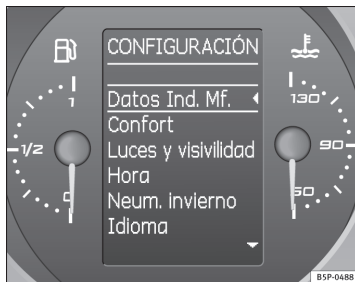 CONFIGURACIÓN
Datos Ind. Mf.
Confort
Luces y visivilidad
Hora
Neum. invierno
Idioma
1
1/2
0
130
90
50
B5P-0488